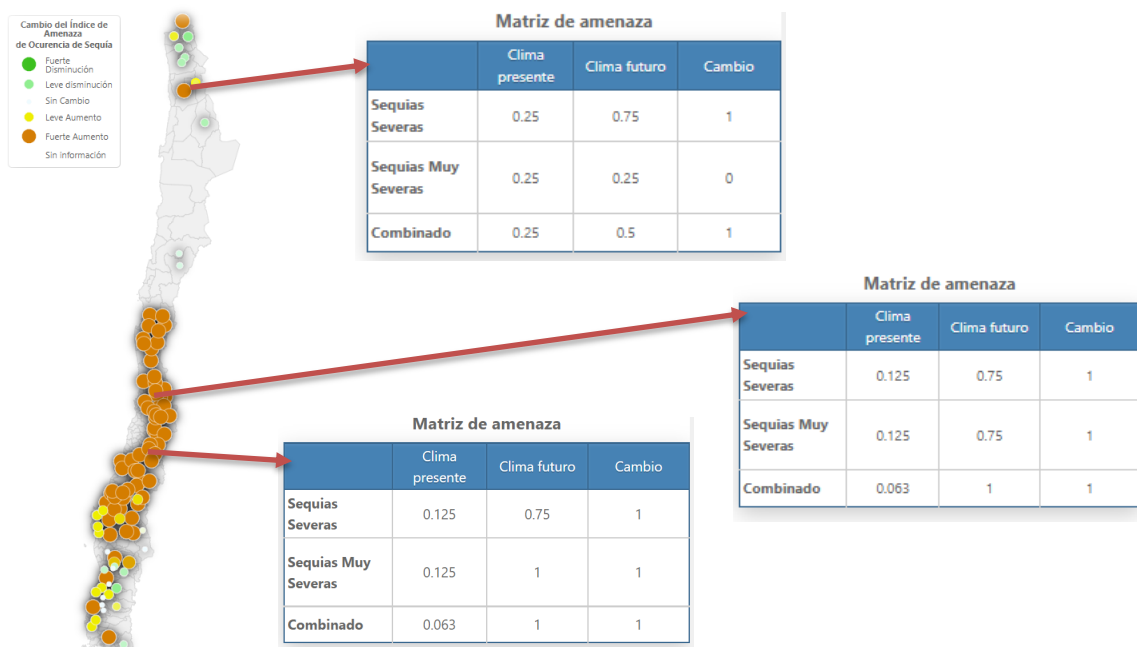 Cambio del Índice de
Amenaza
de Ocurencia de Sequía
Fuerte
Disminución
Leve disminución
Sin Cambio
Leve Aumento
Fuerte Aumento
Sin información
Matriz de amenaza
Clima
presente
Clima futuro
Cambio
Sequias
Severas
0.25
0.75
1
Sequias Muy
Severas
0.25
0.25
0
Combinado
0.25
0.5
1
Matriz de amenaza
Clima
presente
Clima futuro
Cambio
Sequias
Severas
0.125
0.75
1
Sequias Muy
Severas
0.125
0.75
1
Combinado
0.063
1
1
Matriz de amenaza
Clima
presente
Clima futuro
Cambio
Sequias
Severas
0.125
0.75
1
Sequias Muy
Severas
0.125
1
1
Combinado
0.063
1
1